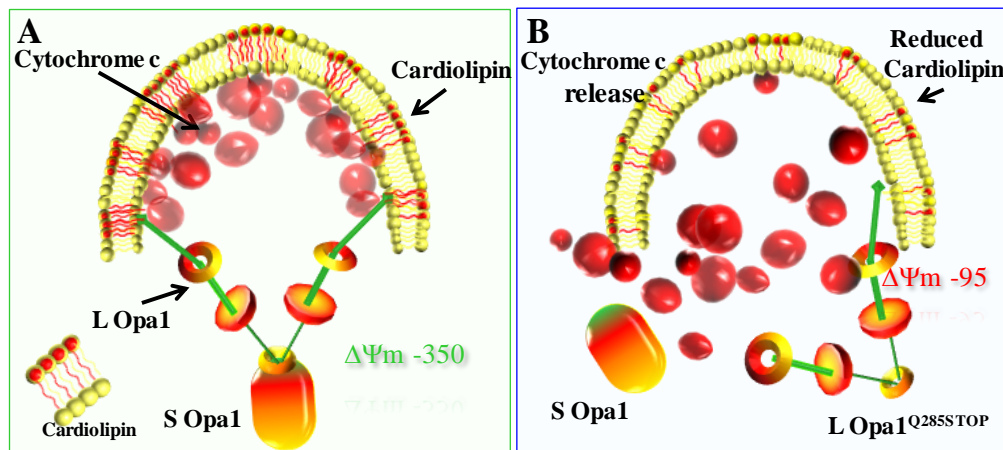 A
Cytochrome c
Cardiolipin
L Opa1
ΔΨm -350
S Opa1
Cardiolipin
B
Cytochrome c
release
Reduced
Cardiolipin
ΔΨm -95
S Opa1
L Opa1Q285STOP